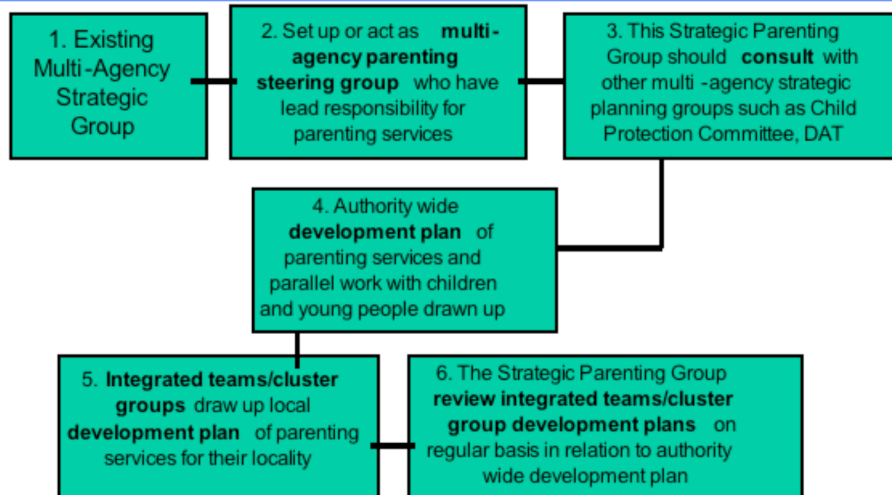 1. Existing
Multi-Agency
Strategic
Group
2. Set up or act as multi-
agency parenting
steering group who have
lead responsibility for
parenting services
3. This Strategic Parenting
Group should consult with
other multi -agency strategic
planning groups such as Child
Protection Committee, DAT
4. Authority wide
development plan of
parenting services and
parallel work with children
and young people drawn up
5. Integrated teams/cluster
groups draw up local
development plan of parenting
services for their locality
6. The Strategic Parenting Group
review integrated teams/cluster
group development plans on
regular basis in relation to authority
wide development plan